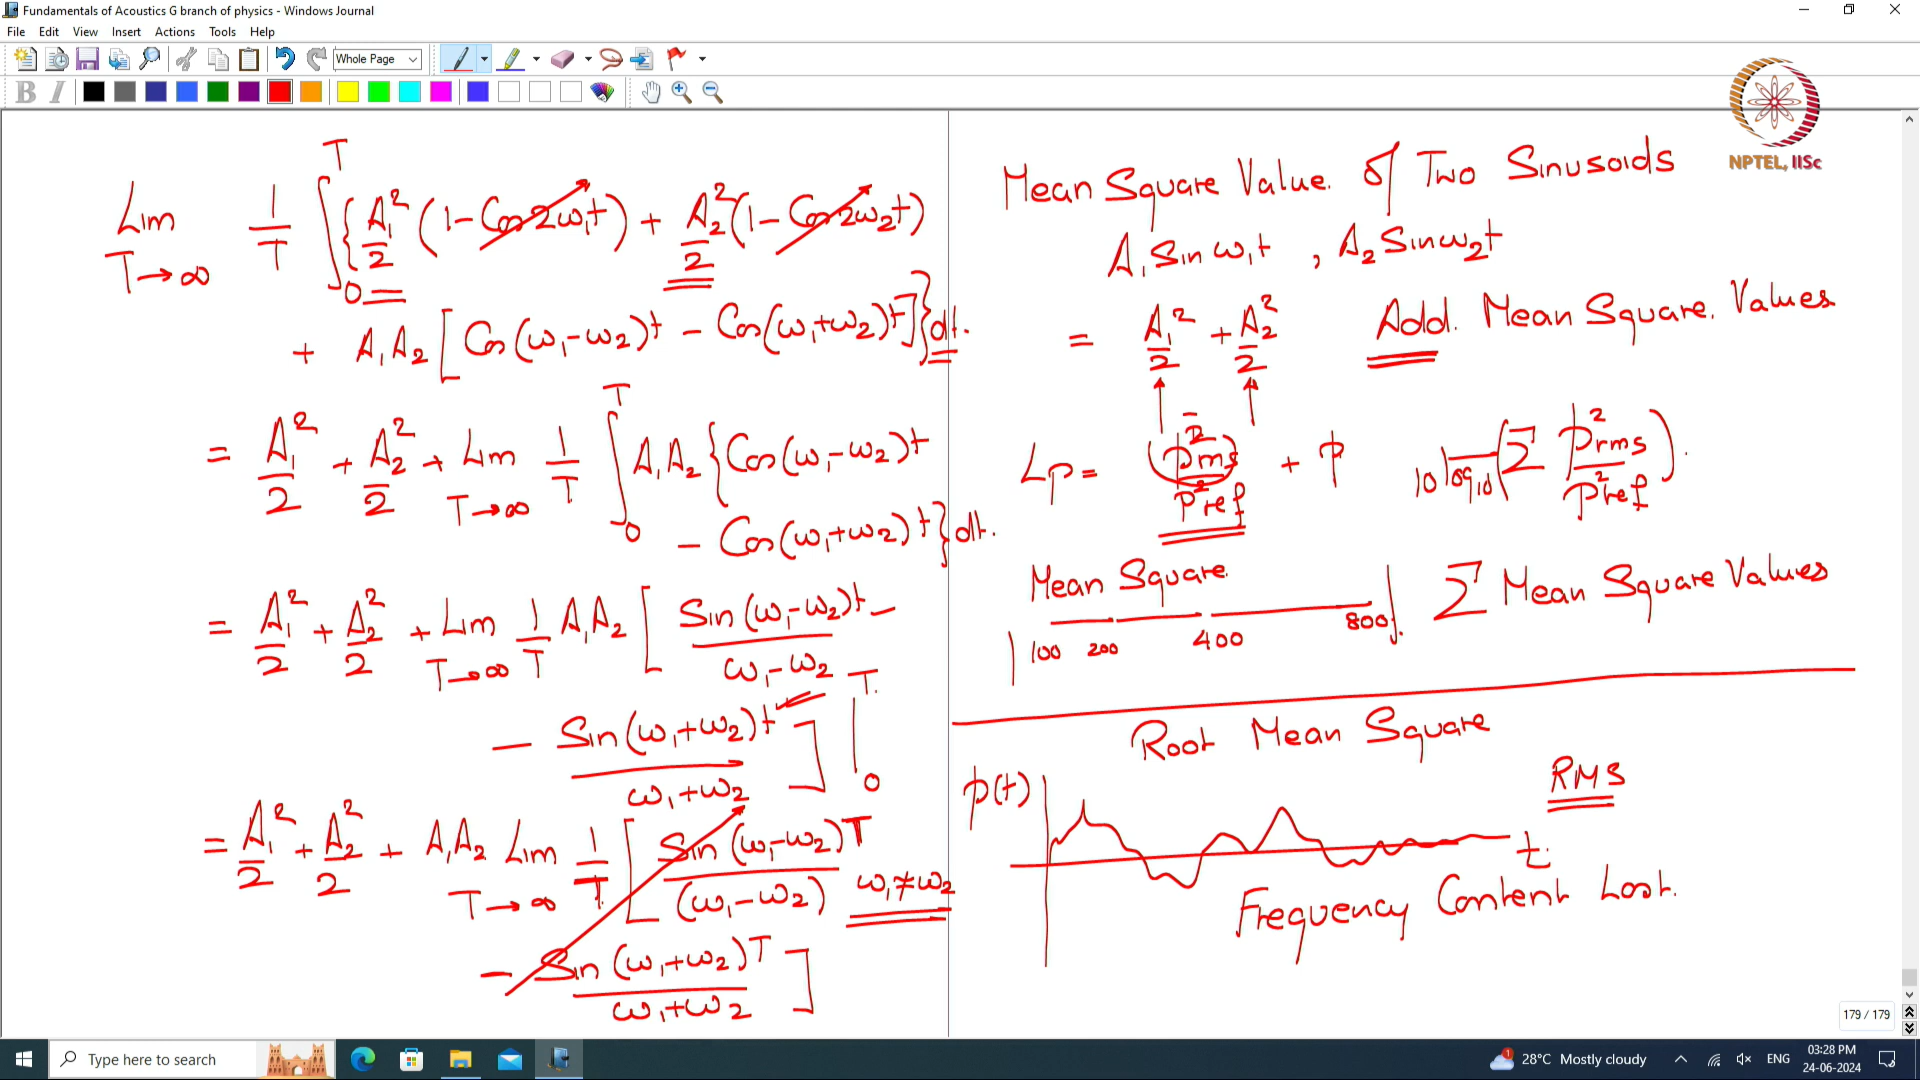 Fundamentals of Acoustics G branch of physics - Windows Journal
File Edit View Insert Actions Tools Help
Whole Page
B I
NPTEL, IISc
Lim T→∞ 1/T ∫₀ᵀ { A₁²/2 (1 - Cos 2ω₁t) + A₂²/2 (1 - Cos 2ω₂t)
+ A₁A₂ [Cos(ω₁-ω₂)t - Cos(ω₁+ω₂)t] } dt.
= A₁²/2 + A₂²/2 + Lim T→∞ 1/T ∫₀ᵀ A₁A₂ { Cos(ω₁-ω₂)t
- Cos(ω₁+ω₂)t } dt.
= A₁²/2 + A₂²/2 + Lim T→∞ 1/T A₁A₂ [ Sin(ω₁-ω₂)t / ω₁-ω₂ -
- Sin(ω₁+ω₂)t / ω₁+ω₂ ] |₀ᵀ
= A₁²/2 + A₂²/2 + A₁A₂ Lim T→∞ 1/T [ Sin(ω₁-ω₂)T / (ω₁-ω₂) ω₁≠ω₂
- Sin(ω₁+ω₂)T / ω₁+ω₂ ]
Mean Square Value of Two Sinusoids
A₁Sinω₁t , A₂Sinω₂t
= A₁²/2 + A₂²/2 Add. Mean Square. Values
Lp = (p²rms / p²ref) + p 10 log₁₀ (Σ p²rms / p²ref).
Mean Square. Σ Mean Square Values
100 200 400 800
Root Mean Square
p(t) RMS
t.
Frequency Content Lost.
179 / 179
Type here to search
1
28°C Mostly cloudy
ENG
03:28 PM
24-06-2024